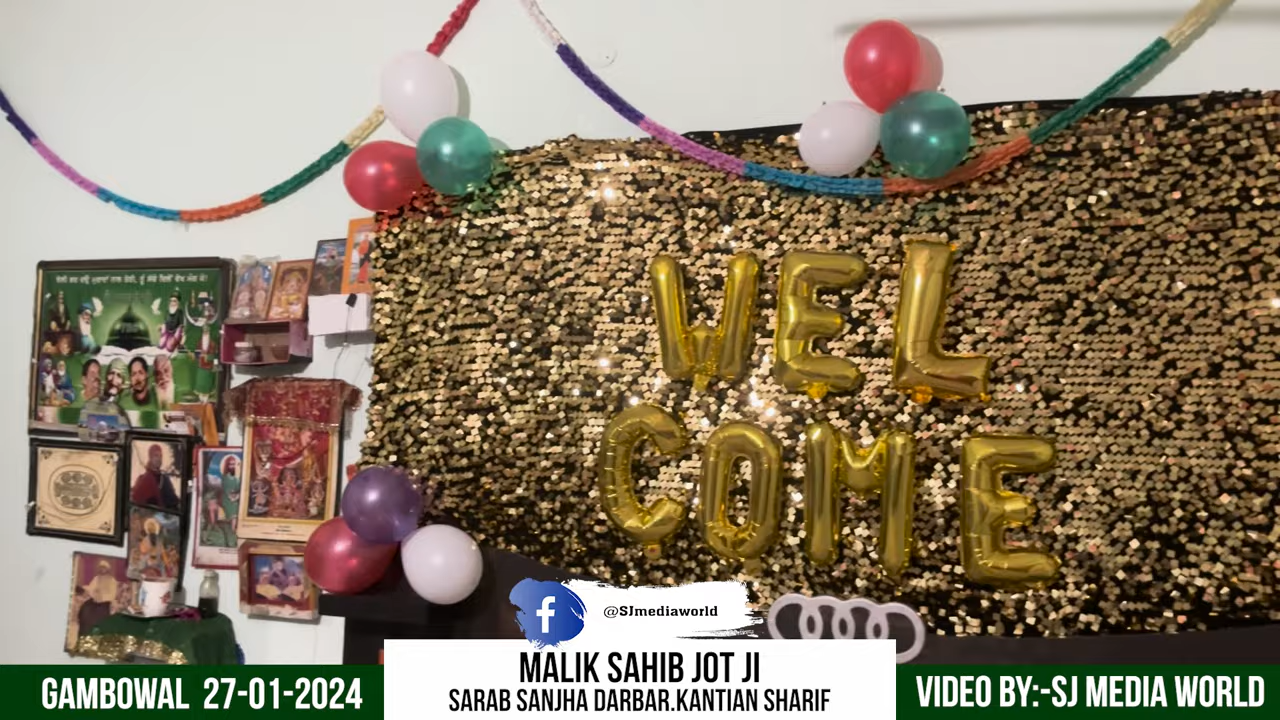 WEL
COME
@SJmediaworld
MALIK SAHIB JOT JI
SARAB SANJHA DARBAR.KANTIAN SHARIF
GAMBOWAL 27-01-2024
VIDEO BY:-SJ MEDIA WORLD